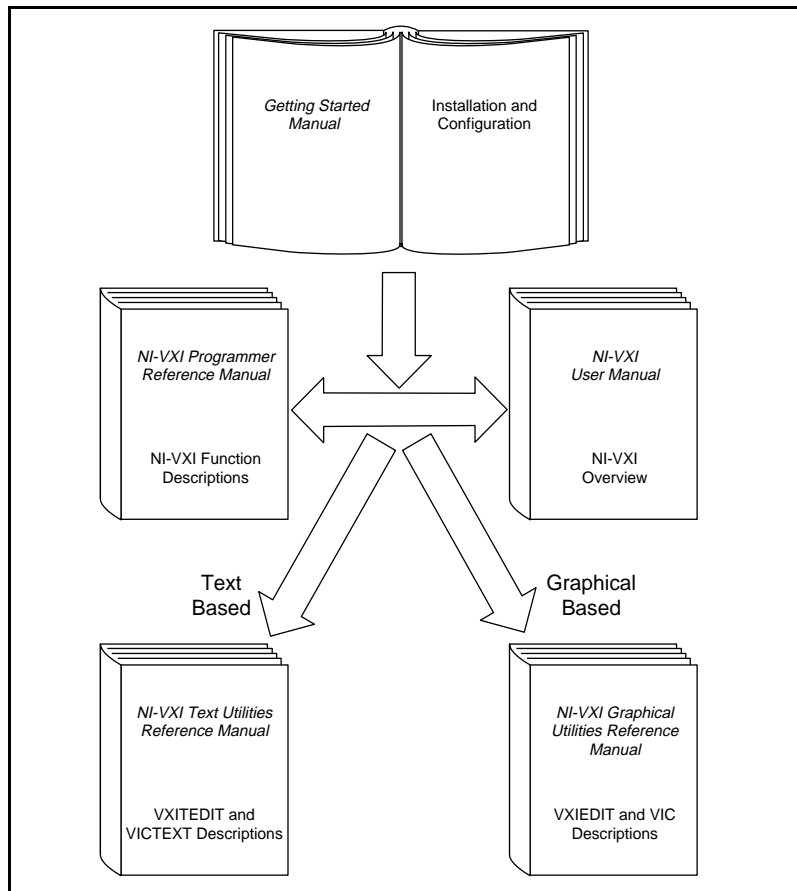 Getting Started
Manual
Installation and
Configuration
NI-VXI Programmer
Reference Manual
NI-VXI Function
Descriptions
NI-VXI
User Manual
NI-VXI
Overview
Text
Based
Graphical
Based
NI-VXI Text Utilities
Reference Manual
VXITEDIT and
VICTEXT Descriptions
NI-VXI Graphical
Utilities Reference
Manual
VXIEDIT and VIC
Descriptions